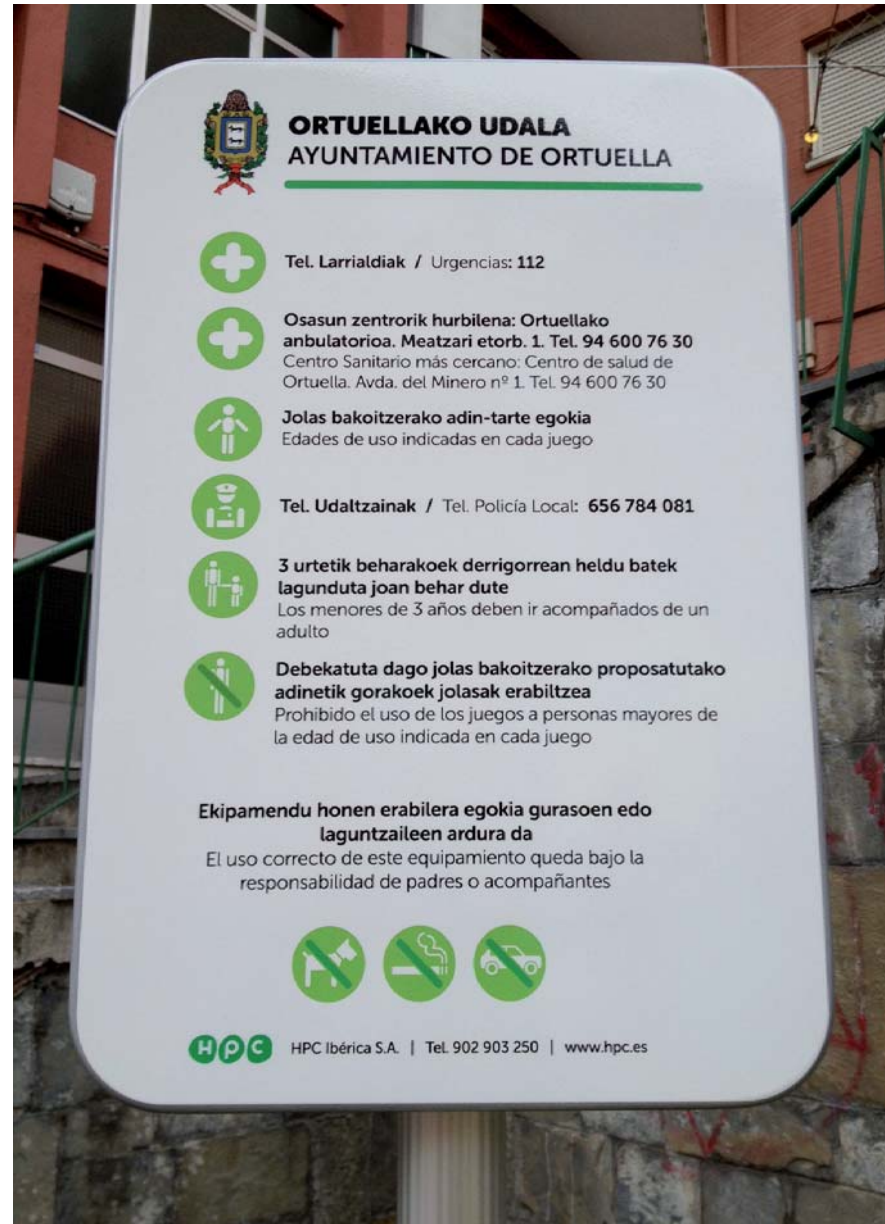 ORTUELLAKO UDALA
AYUNTAMIENTO DE ORTUELLA
Tel. Larrialdiak / Urgencias: 112
Osasun zentrorik hurbilena: Ortuellako
anbulatorioa. Meatzari etorb. 1. Tel. 94 600 76 30
Centro Sanitario más cercano: Centro de salud de
Ortuella. Avda. del Minero nº 1. Tel. 94 600 76 30
Jolas bakoitzerako adin-tarte egokia
Edades de uso indicadas en cada juego
Tel. Udaltzainak / Tel. Policía Local: 656 784 081
3 urtetik beharakoek derrigorrean heldu batek
lagunduta joan behar dute
Los menores de 3 años deben ir acompañados de un
adulto
Debekatuta dago jolas bakoitzerako proposatutako
adinetik gorakoek jolasak erabiltzea
Prohibido el uso de los juegos a personas mayores de
la edad de uso indicada en cada juego
Ekipamendu honen erabilera egokia gurasoen edo
laguntzaileen ardura da
El uso correcto de este equipamiento queda bajo la
responsabilidad de padres o acompañantes
HPC HPC Ibérica S.A. | Tel. 902 903 250 | www.hpc.es